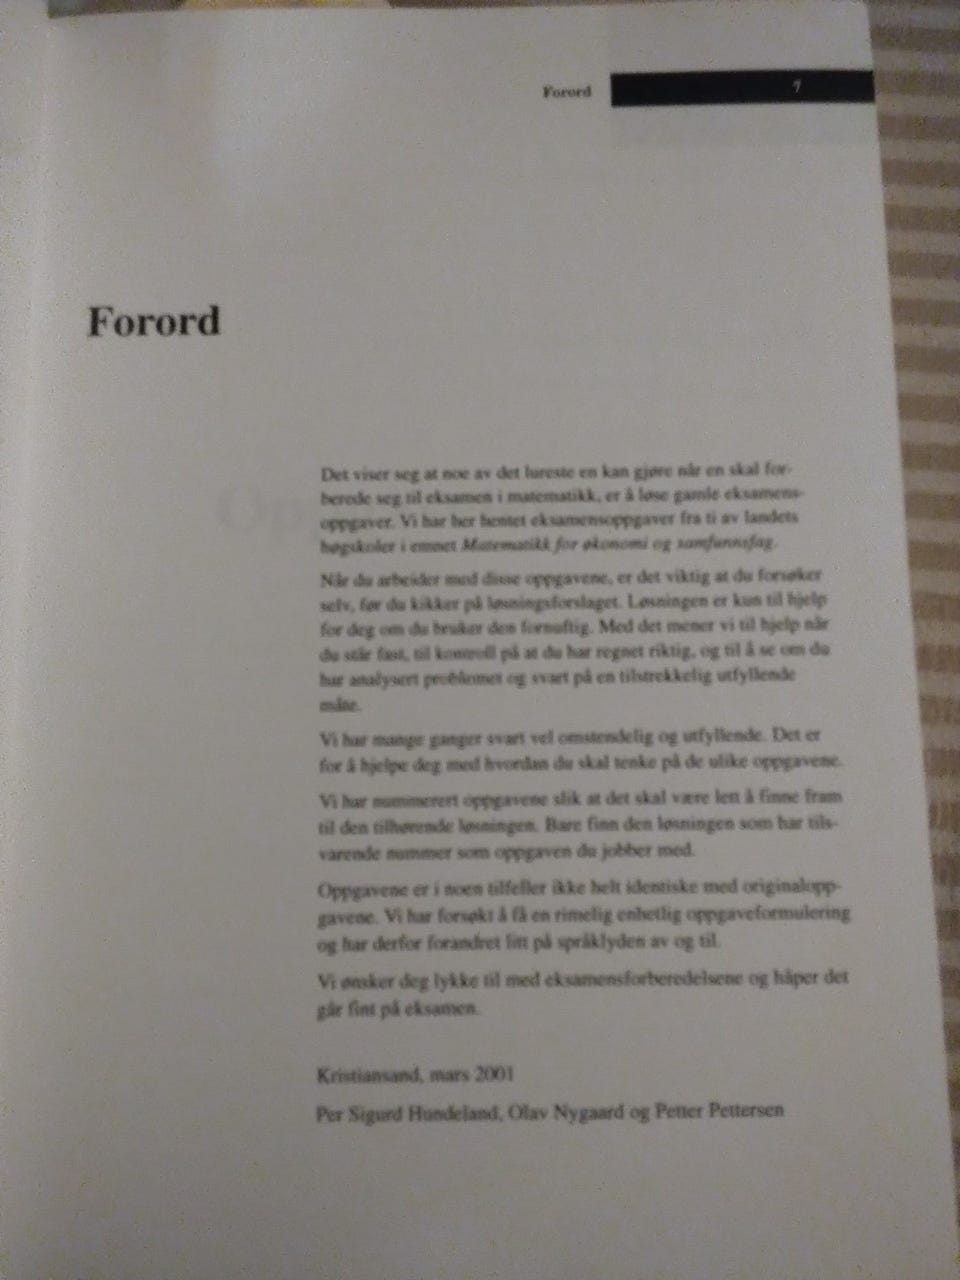 Forord
Forord
Det viser seg at noe av det lureste en kan gjøre når en skal for-
berede seg til eksamen i matematikk, er å løse gamle eksamens-
oppgaver. Vi har her hentet eksamensoppgaver fra ti av landets
høgskoler i emnet Matematikk for økonomi og samfunnsfag.
Når du arbeider med disse oppgavene, er det viktig at du forsøker
selv, før du kikker på løsningsforslaget. Løsningen er kun til hjelp
for deg om du bruker den fornuftig. Med det mener vi til hjelp når
du står fast, til kontroll på at du har regnet riktig, og til å se om du
har analysert problemet og svart på en tilstrekkelig utfyllende
måte.
Vi har mange ganger svart vel omstendelig og utfyllende. Det er
for å hjelpe deg med hvordan du skal tenke på de ulike oppgavene.
Vi har nummerert oppgavene slik at det skal være lett å finne fram
til den tilhørende løsningen. Bare finn den løsningen som har tils-
varende nummer som oppgaven du jobber med.
Oppgavene er i noen tilfeller ikke helt identiske med originalopp-
gavene. Vi har forsøkt å få en rimelig enhetlig oppgaveformulering
og har derfor forandret litt på språklyden av og til.
Vi ønsker deg lykke til med eksamensforberedelsene og håper det
går fint på eksamen.
Kristiansand, mars 2001
Per Sigurd Hundeland, Olav Nygaard og Petter Pettersen